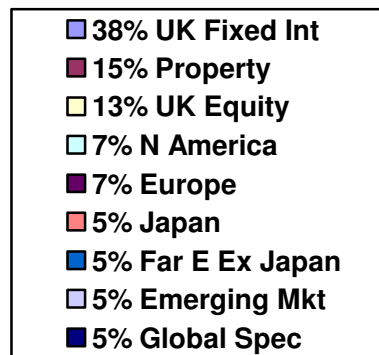 38% UK Fixed Int
15% Property
13% UK Equity
7% N America
7% Europe
5% Japan
5% Far E Ex Japan
5% Emerging Mkt
5% Global Spec